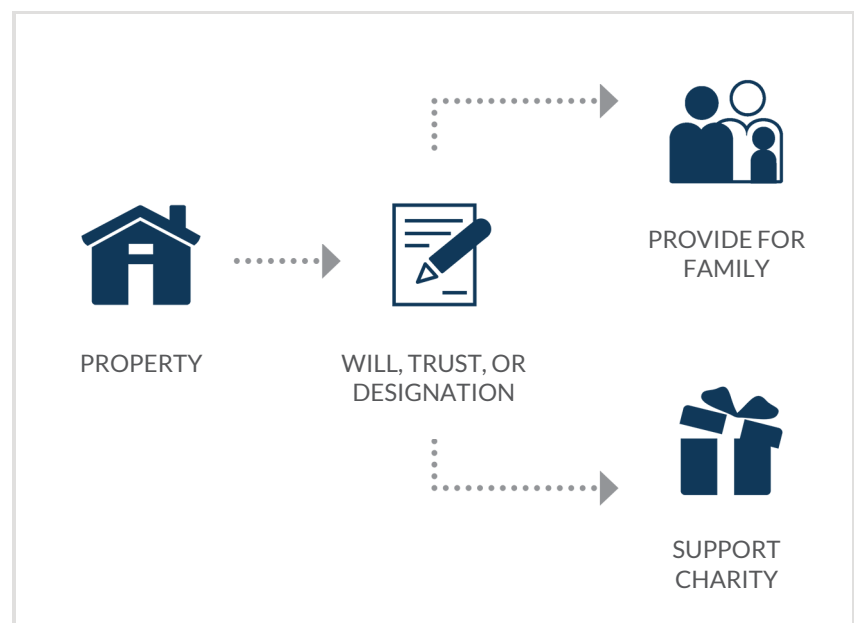 PROPERTY
WILL, TRUST, OR
DESIGNATION
PROVIDE FOR
FAMILY
SUPPORT
CHARITY